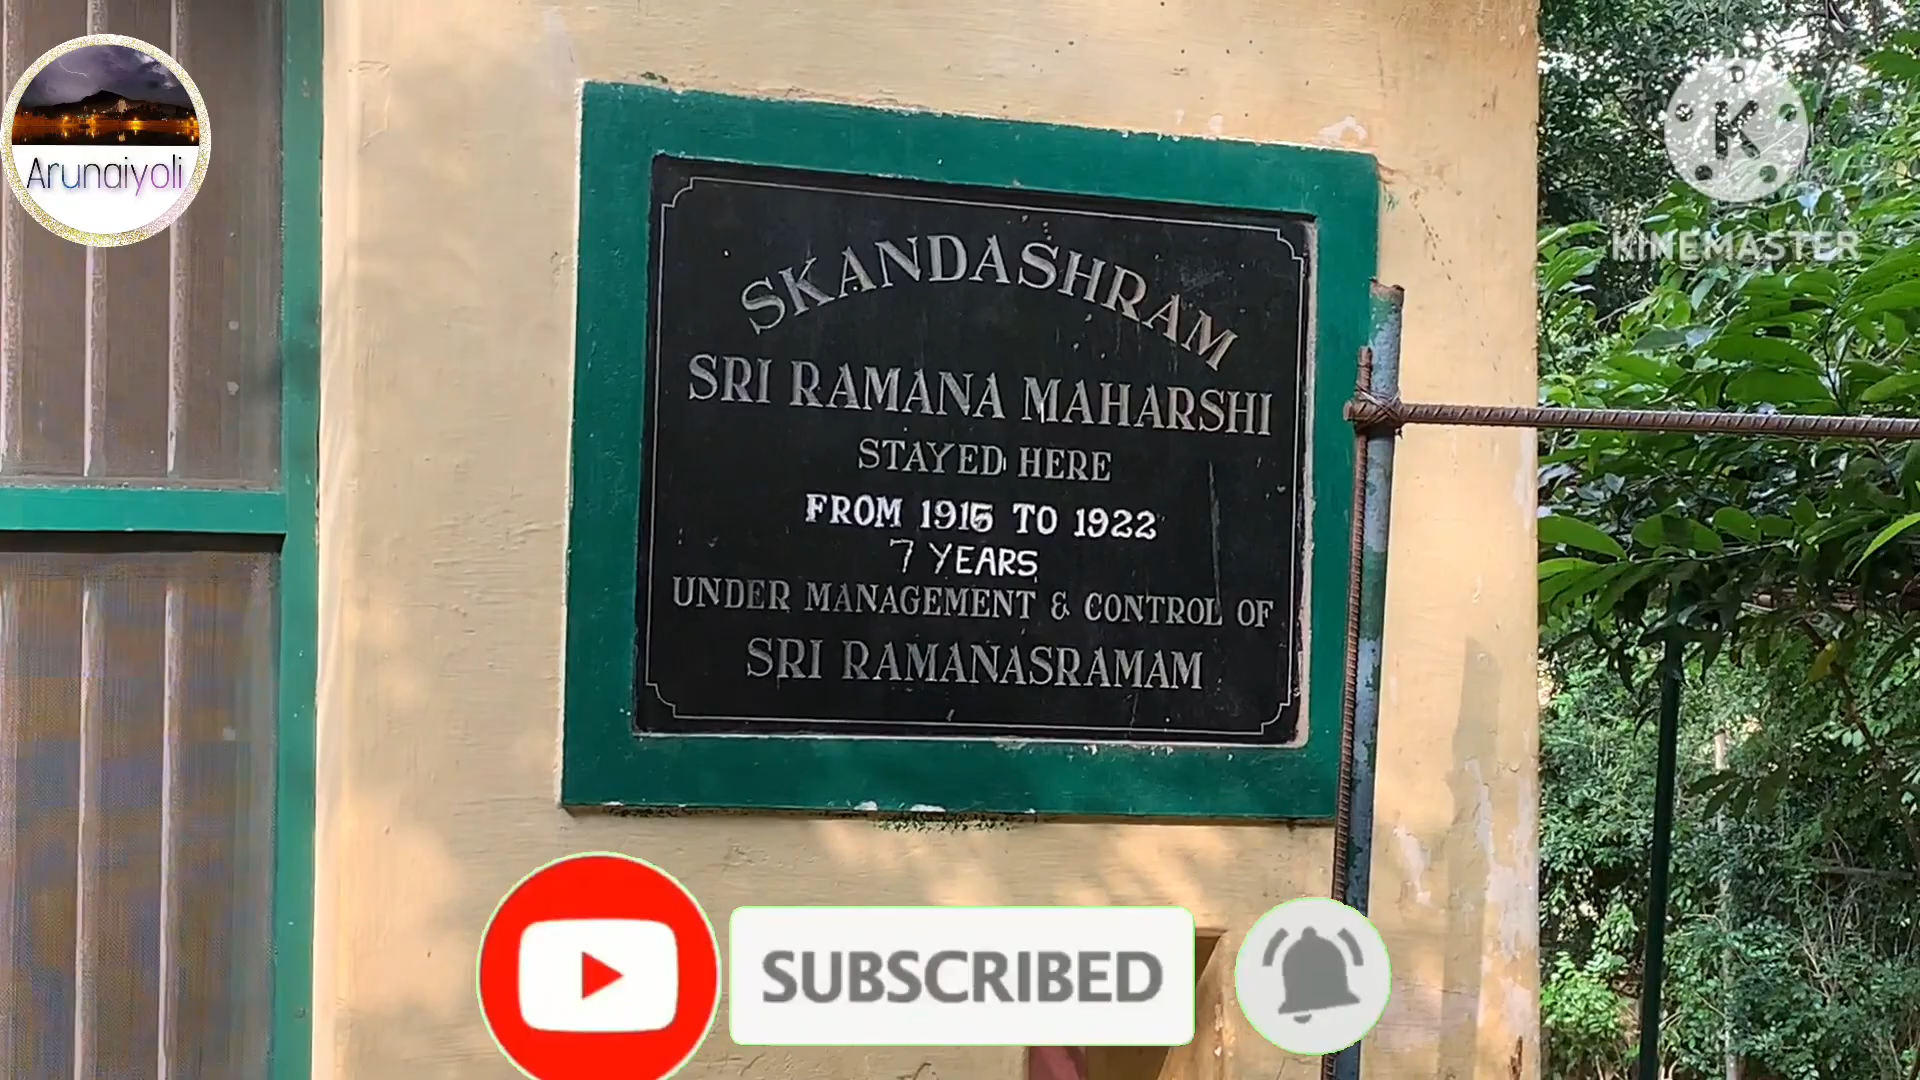 Arunaiyoli
KINEMASTER
SKANDASHRAM
SRI RAMANA MAHARSHI
STAYED HERE
FROM 1915 TO 1922
7 YEARS
UNDER MANAGEMENT & CONTROL OF
SRI RAMANASRAMAM
SUBSCRIBED